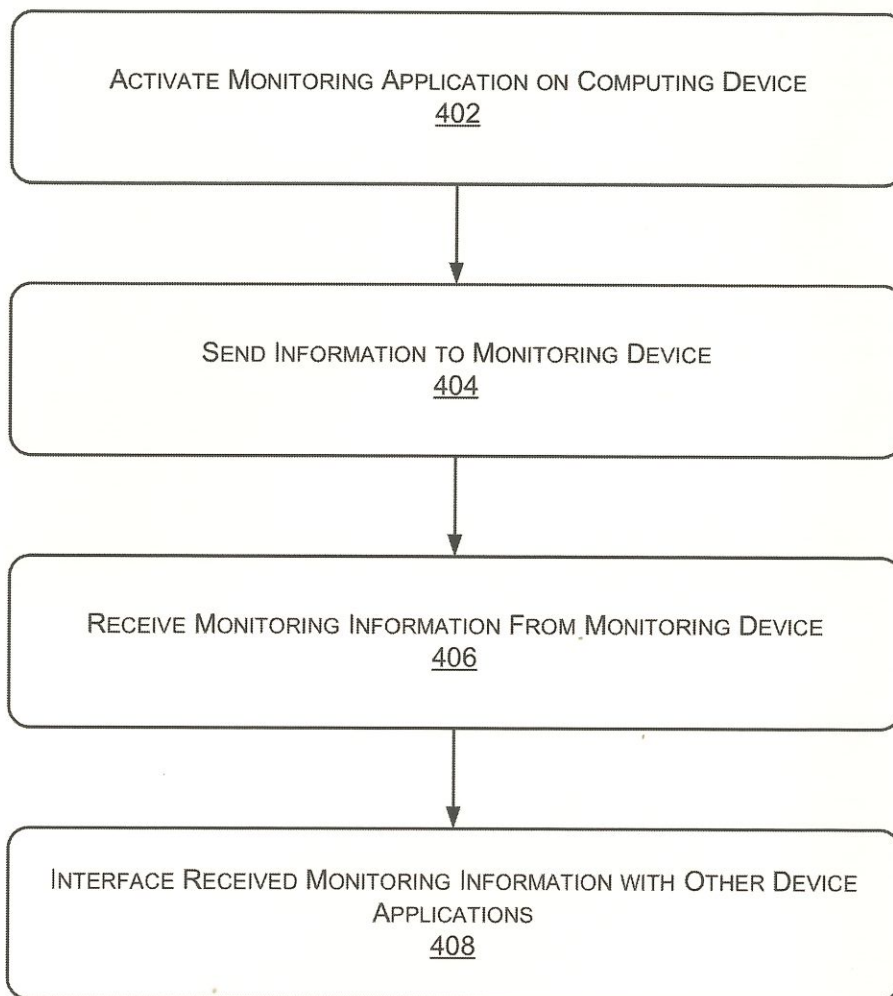 ACTIVATE MONITORING APPLICATION ON COMPUTING DEVICE
402
SEND INFORMATION TO MONITORING DEVICE
404
RECEIVE MONITORING INFORMATION FROM MONITORING DEVICE
406
INTERFACE RECEIVED MONITORING INFORMATION WITH OTHER DEVICE
APPLICATIONS
408